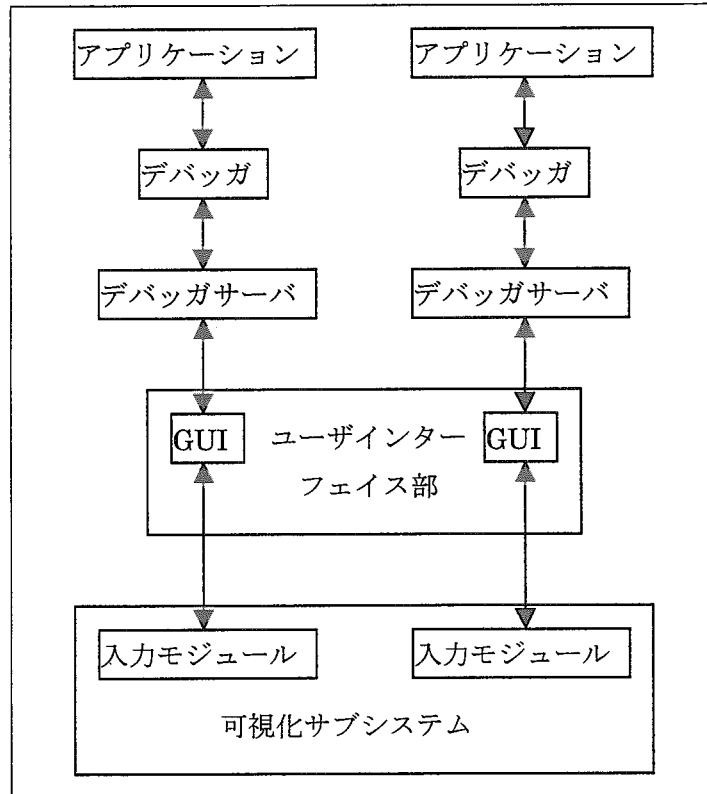 アプリケーション
アプリケーション
デバッガ
デバッガ
デバッガサーバ
デバッガサーバ
GUI
ユーザインター
フェイス部
GUI
入力モジュール
入力モジュール
可視化サブシステム